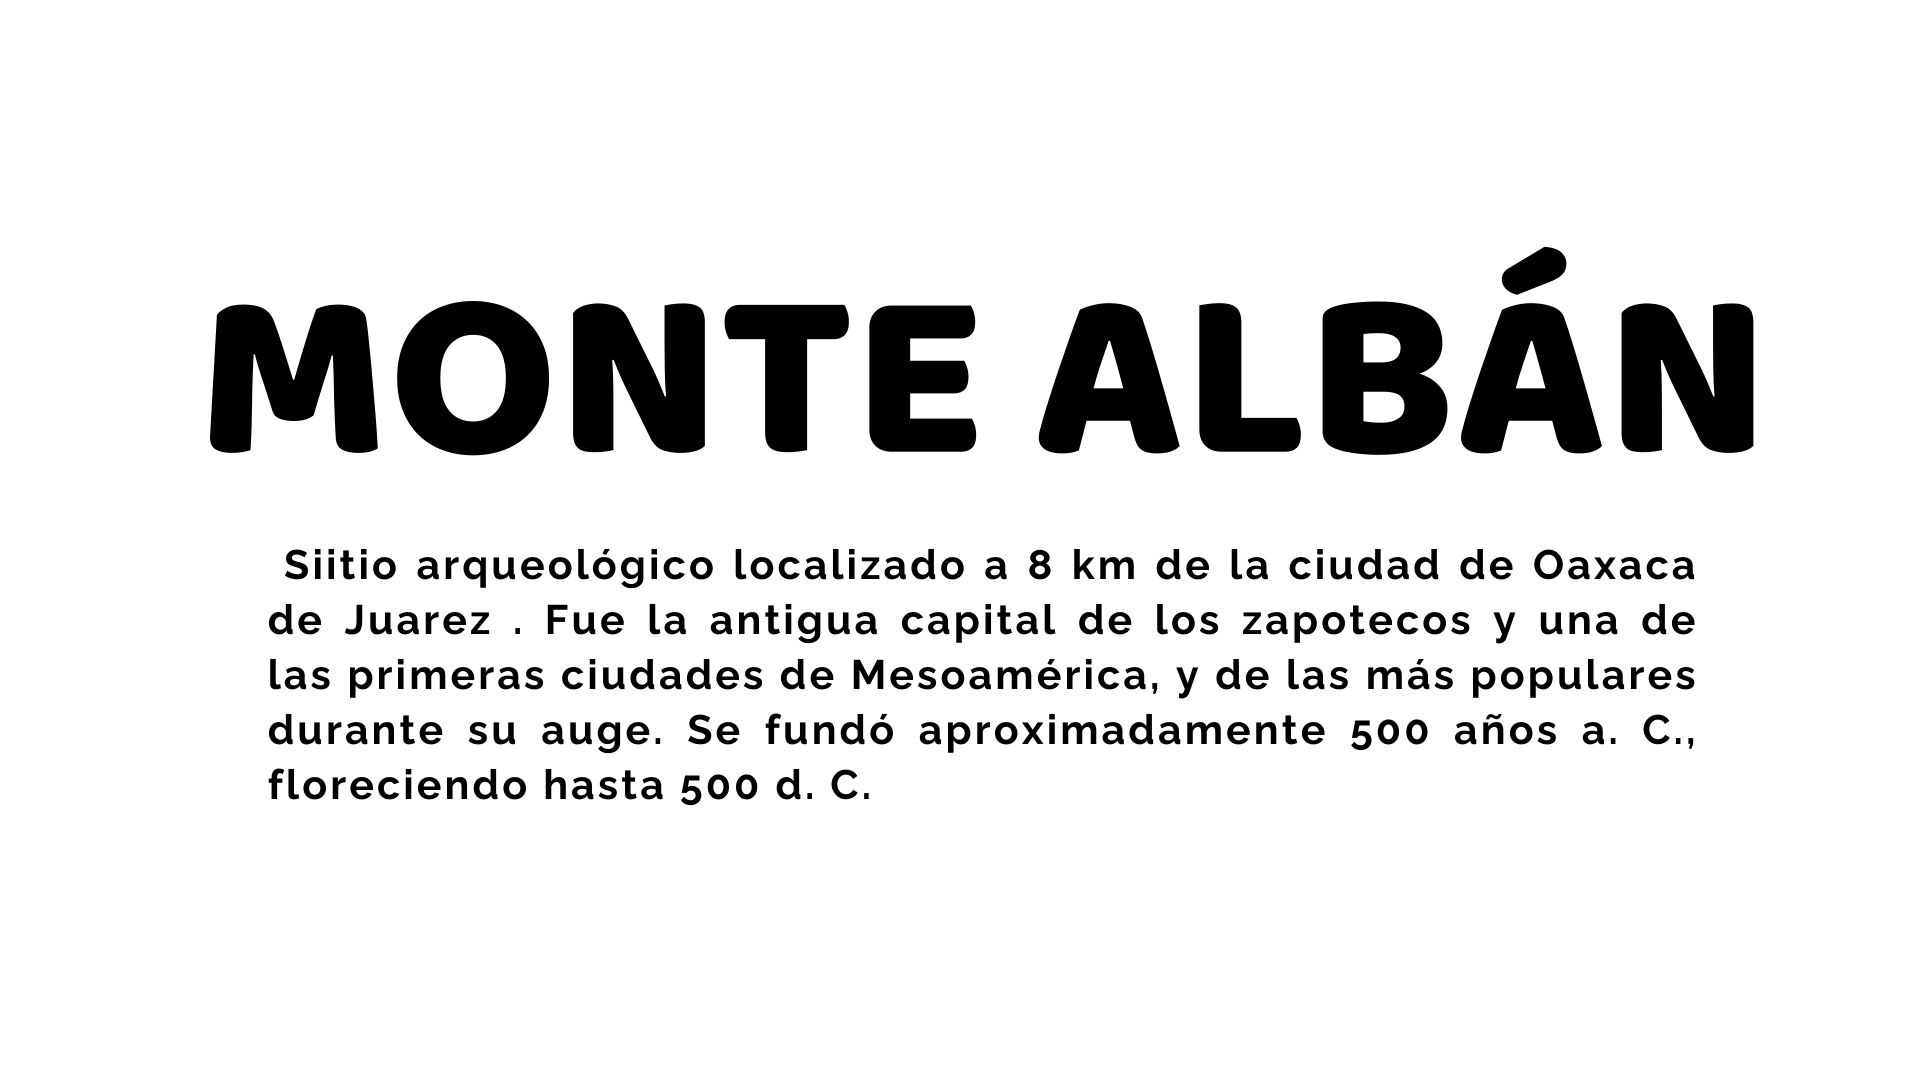 MONTE ALBÁN
Siitio arqueológico localizado a 8 km de la ciudad de Oaxaca
de Juarez . Fue la antigua capital de los zapotecos y una de
las primeras ciudades de Mesoamérica, y de las más populares
durante su auge. Se fundó aproximadamente 500 años a. C.,
floreciendo hasta 500 d. C.